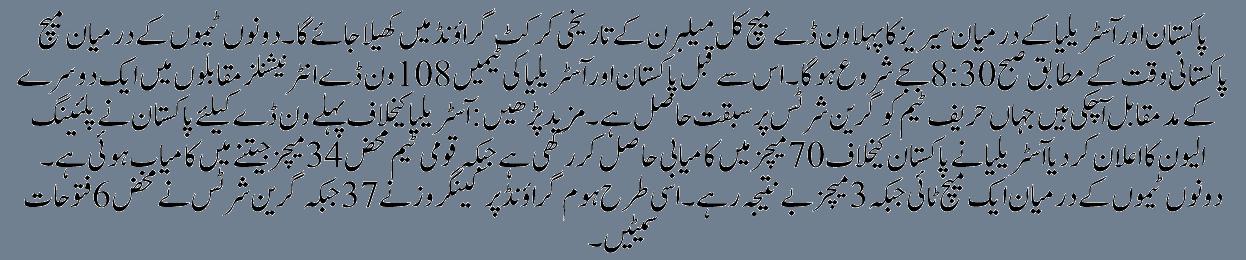 پاکستان اور آسٹریلیا کے درمیان سیریز کا پہلا ون ڈے میچ کل میلبرن کے تاریخی کرکٹ گراؤنڈ میں کھیلا جائے گا۔ دونوں ٹیموں کے درمیان میچ
پاکستانی وقت کے مطابق صبح 8:30 بجے شروع ہوگا۔ اس سے قبل پاکستان اور آسٹریلیا کی ٹیمیں 108 ون ڈے انٹرنیشنلز مقابلوں میں ایک دوسرے
کے مدمقابل آچکی ہیں جہاں حریف ٹیم کو گرین شرٹس پر سبقت حاصل ہے۔ مزید پڑھیں: آسٹریلیا کیخلاف پہلے ون ڈے کیلئے پاکستان نے پلئینگ
الیون کا اعلان کردیا آسٹریلیا نے پاکستان کیخلاف 70 میچز میں کامیابی حاصل کررکھی ہے جبکہ قومی ٹیم محض 34 میچز جیتنے میں کامیاب ہوئی ہے۔
دونوں ٹیموں کے درمیان ایک میچ ٹائی جبکہ 3 میچز بے نتیجہ رہے۔ اسی طرح ہوم گراؤنڈ پر کینگروز نے 37 جبکہ گرین شرٹس نے محض 6 فتوحات
سمیٹیں۔